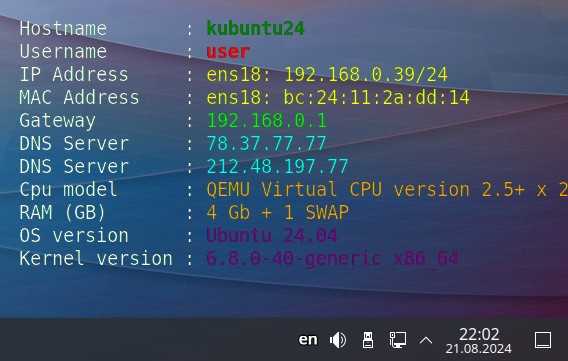 Hostname : kubuntu24
Username : user
IP Address : ens18: 192.168.0.39/24
MAC Address : ens18: bc:24:11:2a:dd:14
Gateway : 192.168.0.1
DNS Server : 78.37.77.77
DNS Server : 212.48.197.77
Cpu model : QEMU Virtual CPU version 2.5+ x 2
RAM (GB) : 4 Gb + 1 SWAP
OS version : Ubuntu 24.04
Kernel version : 6.8.0-40-generic x86_64
en 22:02
21.08.2024